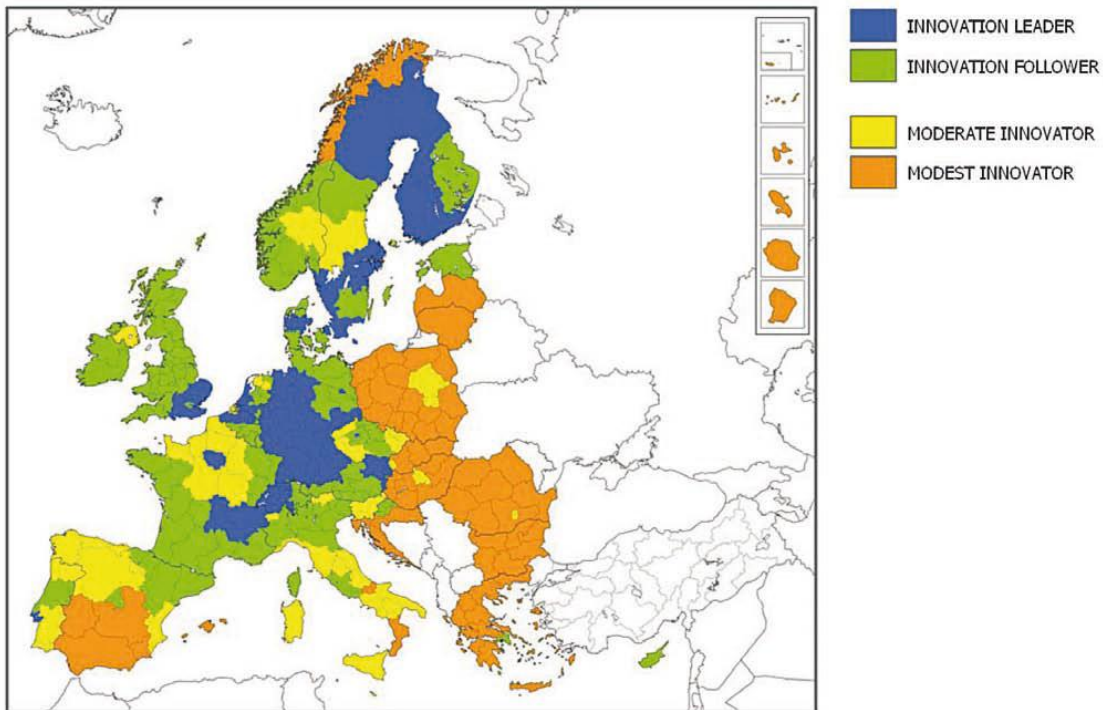 INNOVATION LEADER
INNOVATION FOLLOWER
MODERATE INNOVATOR
MODEST INNOVATOR